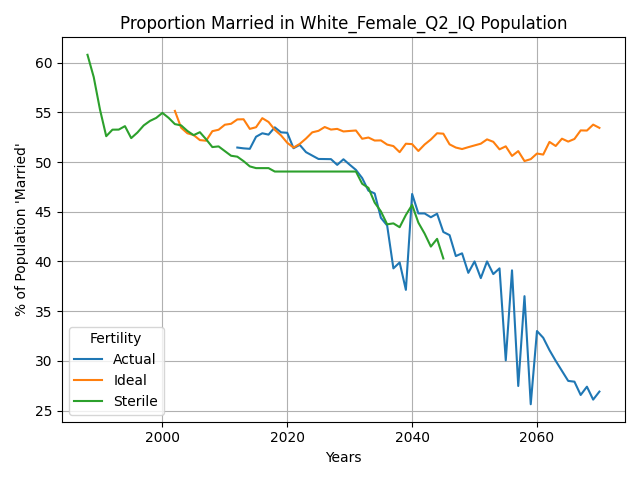 Proportion Married in White_Female_Q2_IQ Population
% of Population 'Married'
60
55
50
45
40
35
30
25
Fertility
Actual
Ideal
Sterile
2000 2020 2040 2060
Years